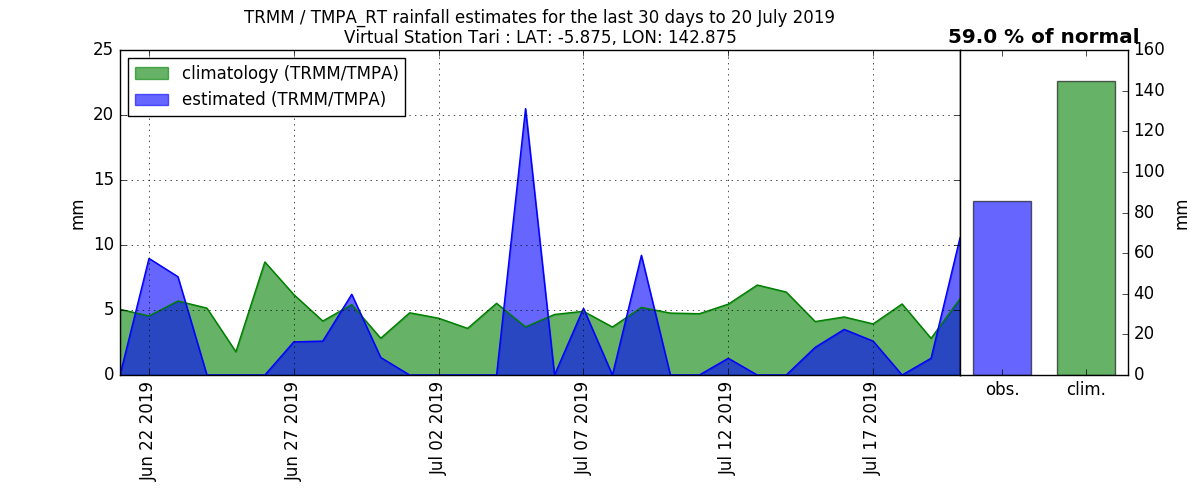 TRMM / TMPA_RT rainfall estimates for the last 30 days to 20 July 2019
Virtual Station Tari : LAT: -5.875, LON: 142.875
59.0 % of normal
climatology (TRMM/TMPA)
estimated (TRMM/TMPA)
25
20
15
10
5
0
mm
Jun 22 2019
Jun 27 2019
Jul 02 2019
Jul 07 2019
Jul 12 2019
Jul 17 2019
160
140
120
100
80
60
40
20
0
mm
obs.
clim.